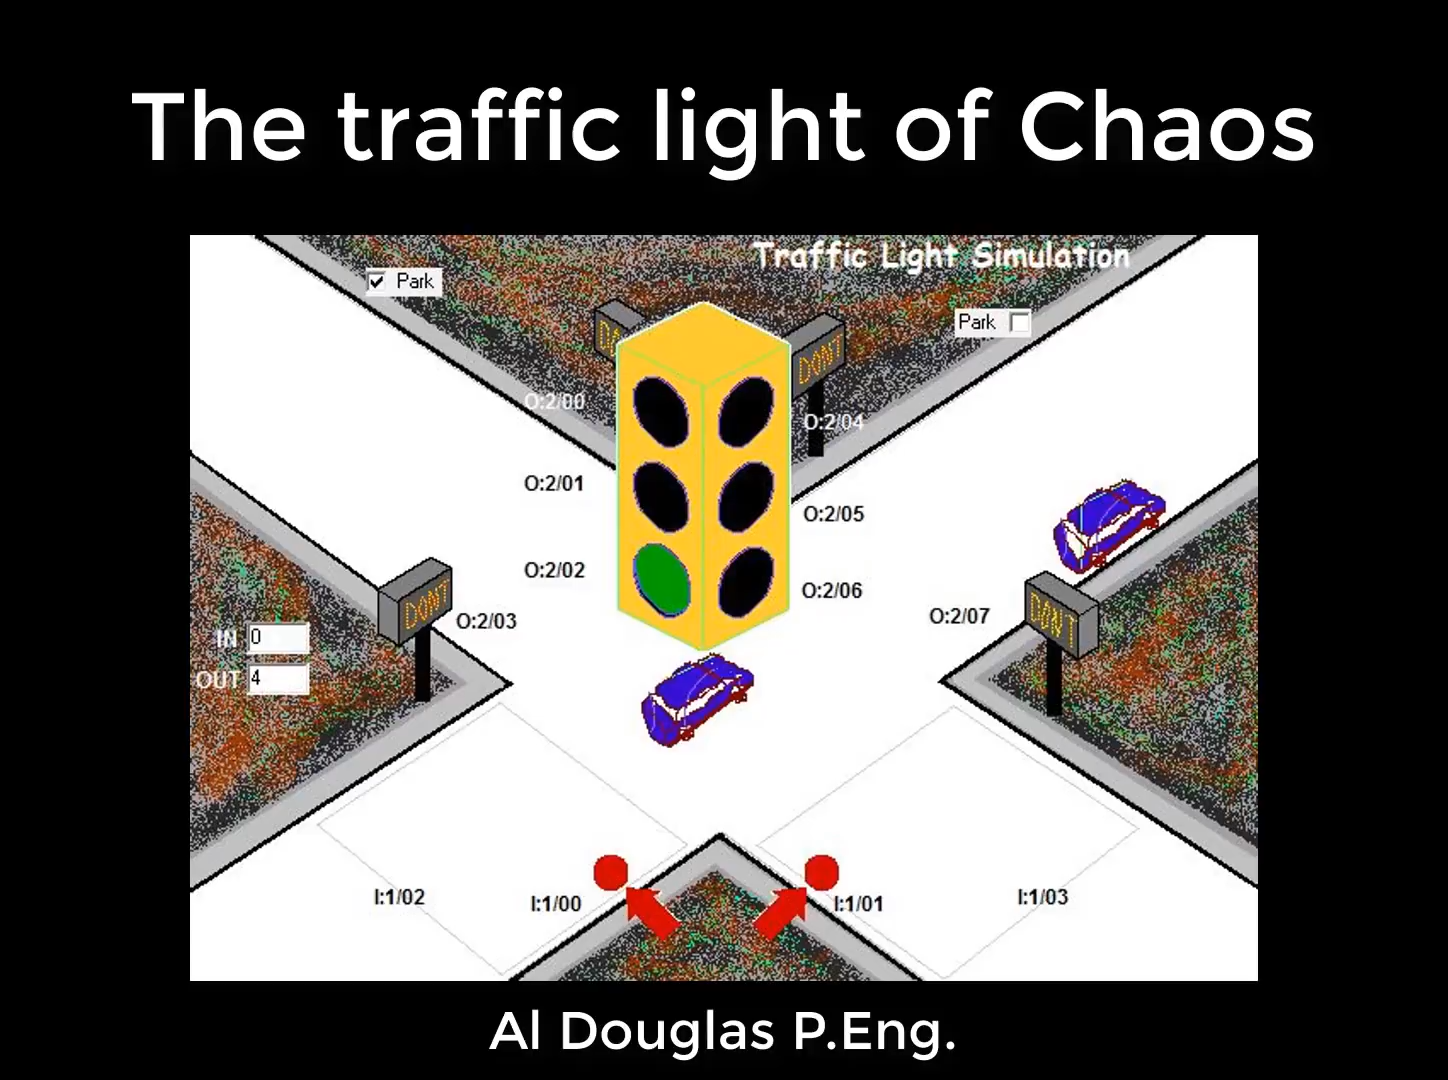 The traffic light of Chaos
Traffic Light Simulation
Park
Park
DONT
O:2/00
O:2/04
O:2/01
O:2/05
O:2/02
O:2/06
DONT
O:2/03
O:2/07
DONT
IN 0
OUT 4
I:1/02
I:1/00
I:1/01
I:1/03
Al Douglas P.Eng.